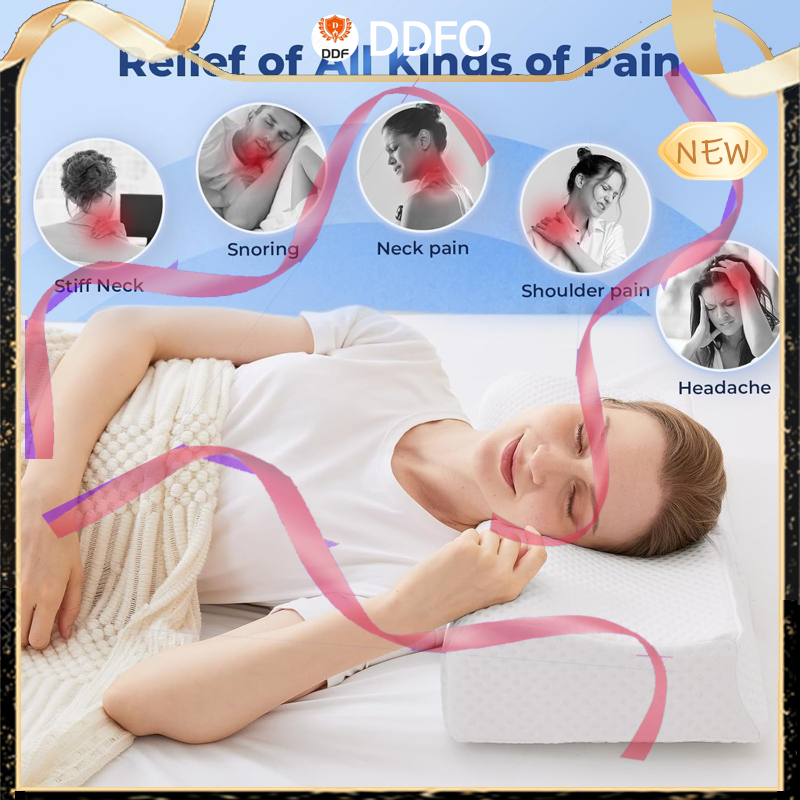 DDF
DDFO
Relief of All Kinds of Pain
NEW
Snoring
Neck pain
Stiff Neck
Shoulder pain
Headache